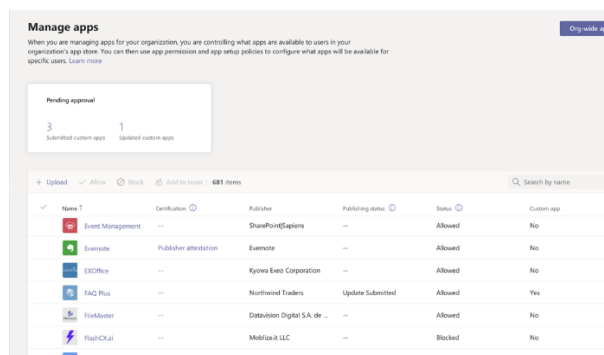 Manage apps
Org-wide ap
When you are managing apps for your organization, you are controlling what apps are available to users in your
organization's app store. You can then use app permission and app setup policies to configure what apps will be available for
specific users. Learn more
Pending approval
3 1
Submitted custom apps Updated custom apps
+ Upload Allow Block Add to team 681 items Search by name
Name ↑ Certification Publisher Publishing status Status Custom app
Event Management -- SharePoint|Sapiens -- Allowed No
Evernote Publisher attestation Evernote -- Allowed No
EXOffice -- Kyowa Exeo Corporation -- Allowed No
FAQ Plus -- Northwind Traders Update Submitted Allowed Yes
FileMaster -- Datavision Digital S.A. de ... -- Allowed No
FlashCX.ai -- Moblize.it LLC -- Blocked No